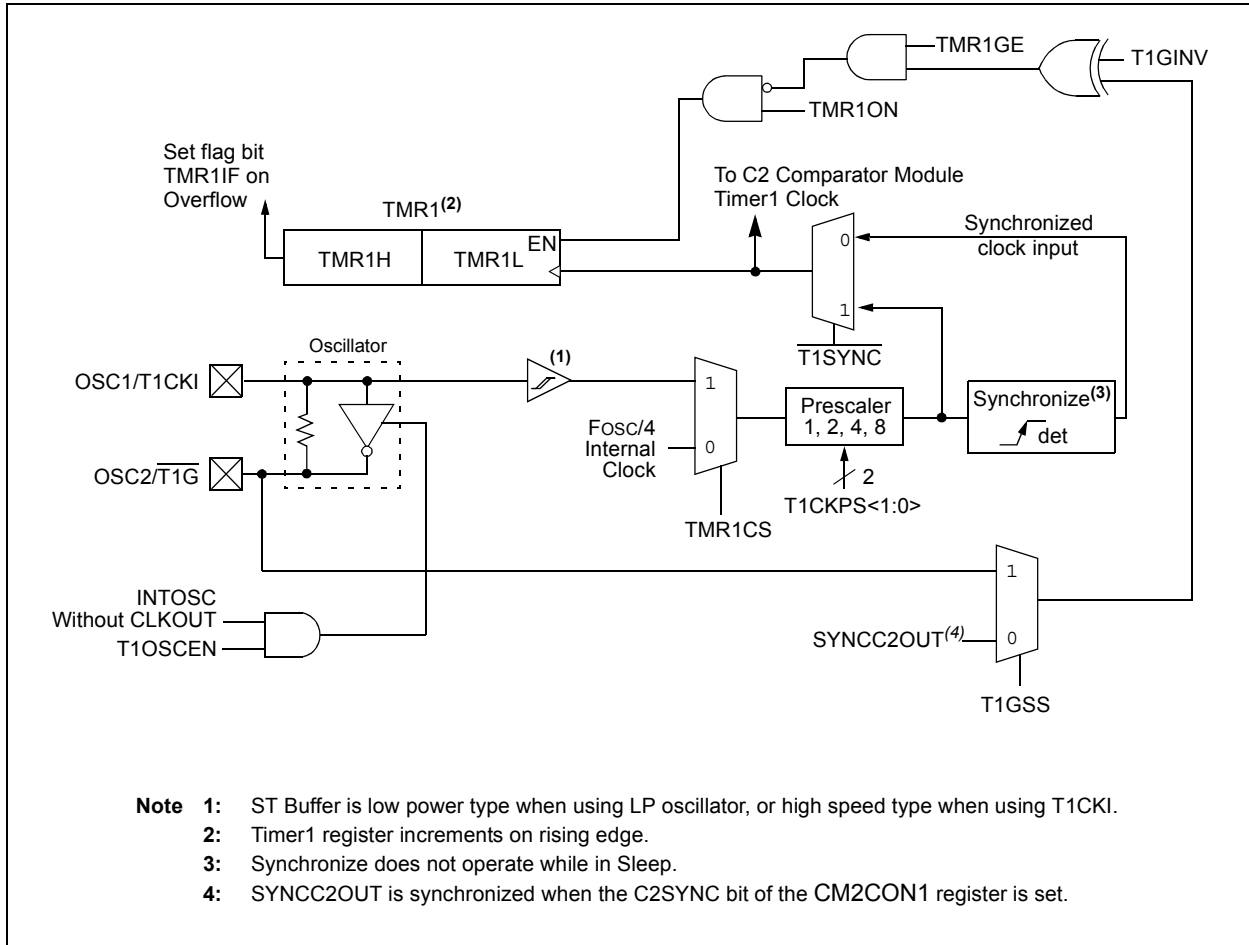 TMR1GE
T1GINV
TMR1ON
Set flag bit
TMR1IF on
Overflow
To C2 Comparator Module
Timer1 Clock
TMR1(2)
EN
TMR1H
TMR1L
0
Synchronized
clock input
1
T1SYNC
Oscillator
(1)
OSC1/T1CKI
1
FOSC/4
Internal
Clock
0
Prescaler
1, 2, 4, 8
Synchronize(3)
det
OSC2/T1G
2
T1CKPS<1:0>
TMR1CS
INTOSC
Without CLKOUT
T1OSCEN
1
SYNCC2OUT(4)
0
T1GSS
Note 1: ST Buffer is low power type when using LP oscillator, or high speed type when using T1CKI.
2: Timer1 register increments on rising edge.
3: Synchronize does not operate while in Sleep.
4: SYNCC2OUT is synchronized when the C2SYNC bit of the CM2CON1 register is set.